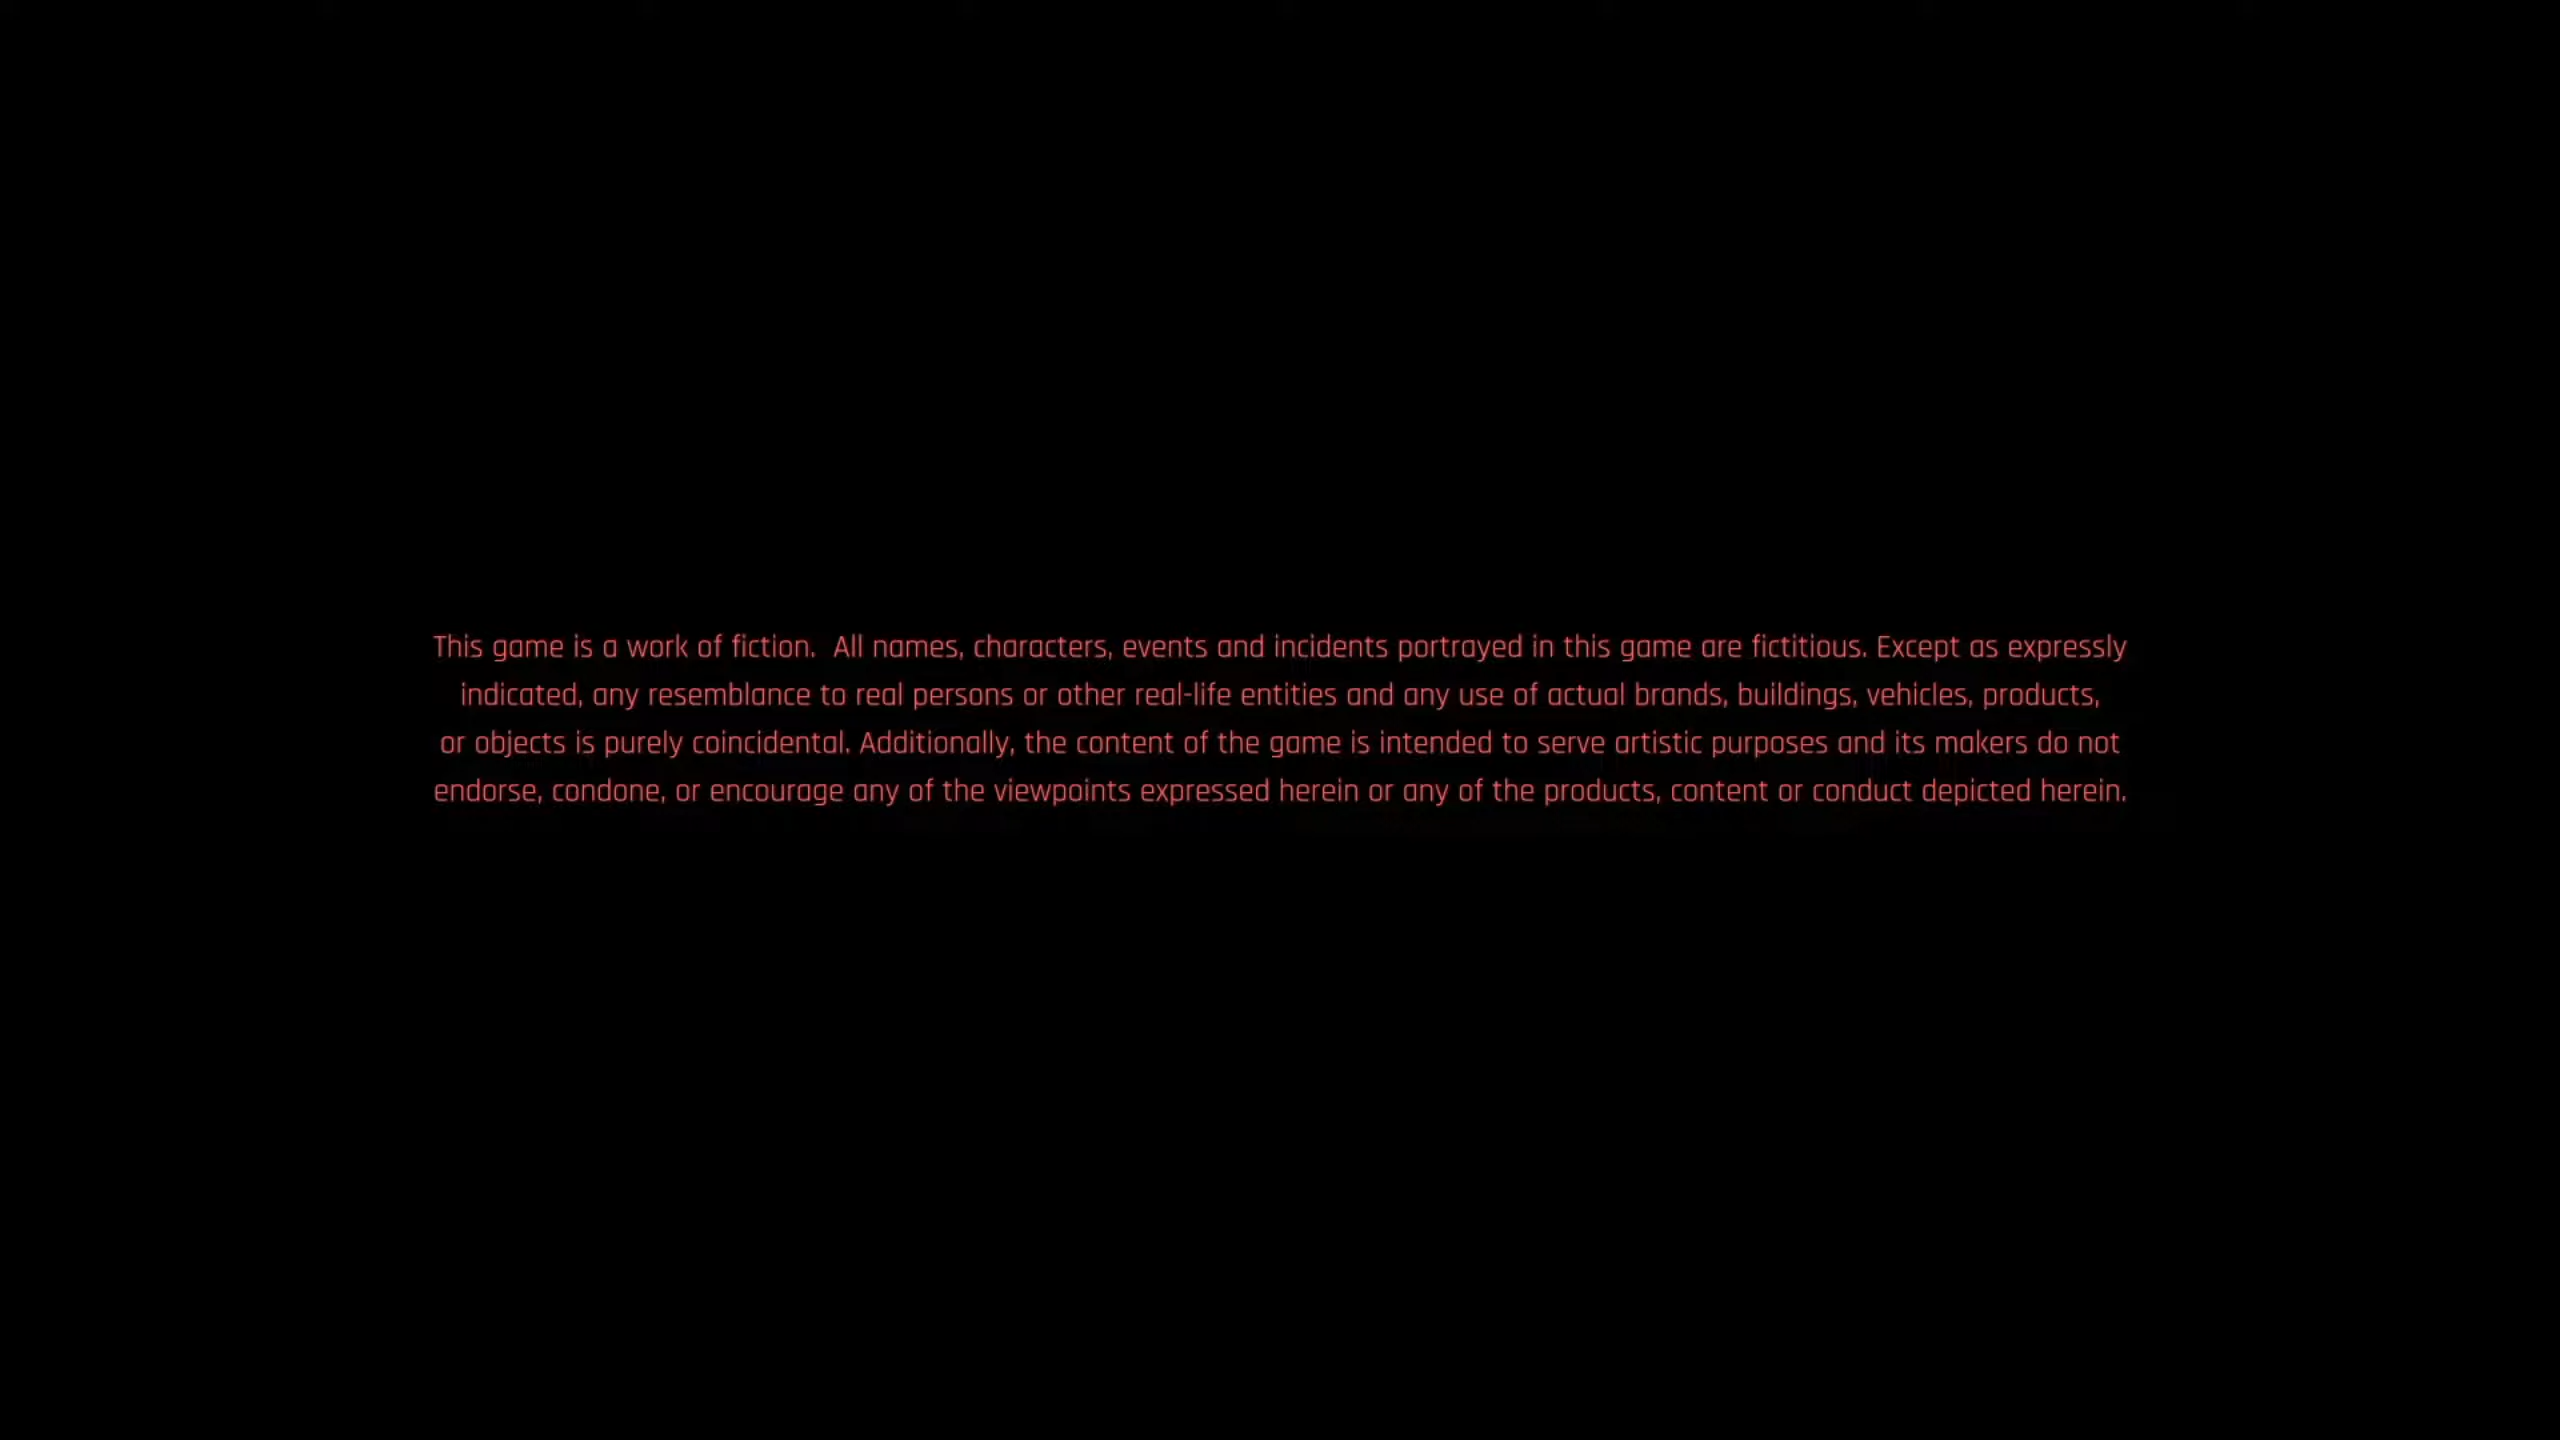 This game is a work of fiction.  All names, characters, events and incidents portrayed in this game are fictitious. Except as expressly
indicated, any resemblance to real persons or other real-life entities and any use of actual brands, buildings, vehicles, products,
or objects is purely coincidental. Additionally, the content of the game is intended to serve artistic purposes and its makers do not
endorse, condone, or encourage any of the viewpoints expressed herein or any of the products, content or conduct depicted herein.